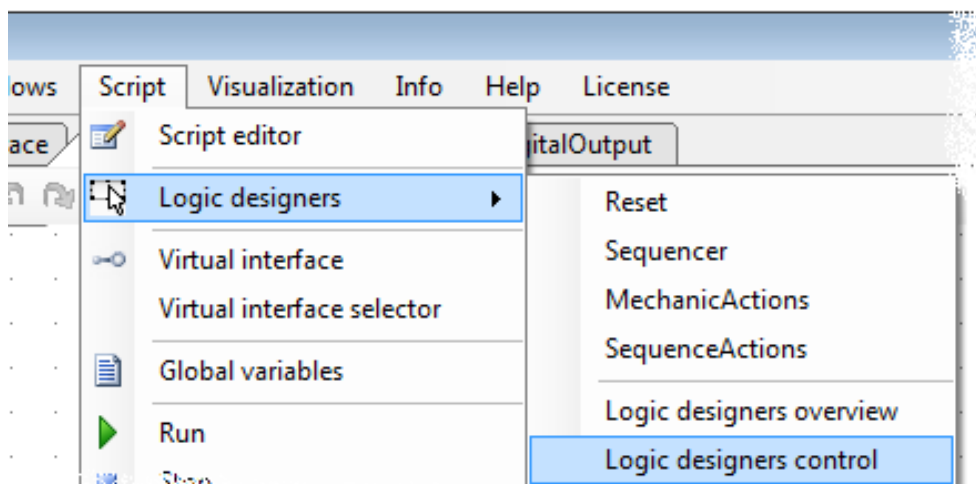 lows Script Visualization Info Help License
ace Script editor italOutput
Logic designers Reset
Sequencer
Virtual interface
MechanicActions
Virtual interface selector
SequenceActions
Global variables
Logic designers overview
Run
Logic designers control